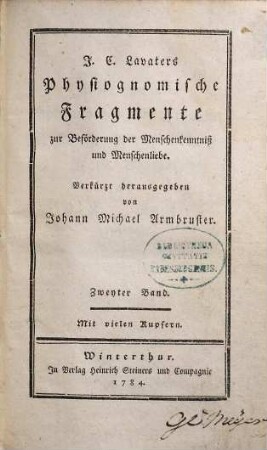 J. C. Lavaters
Physiognomische
Fragmente
zur Beförderung der Menschenkenntniß
und Menschenliebe.
Verkürzt herausgegeben
von
Johann Michael Armbruster.
Zweyter Band.
Mit vielen Kupfern.
Winterthur.
In Verlag Heinrich Steiners und Compagnie
1784.